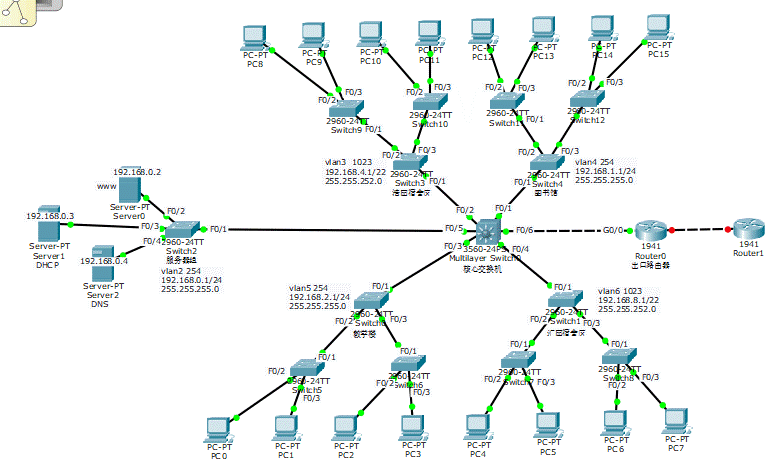 PC-PT
PC8
PC-PT
PC9
PC-PT
PC10
PC-PT
PC11
PC-PT
PC12
PC-PT
PC13
PC-PT
PC14
PC-PT
PC15
F0/2
F0/3
2960-24TT
Switch9
F0/1
F0/2
F0/3
2960-24TT
Switch10
F0/2
F0/3
2960-24TT
F0/1
F0/2
F0/3
2960-24TT
Switch12
vlan3 1023
192.168.4.1/22
255.255.252.0
F0/2
F0/3
2960-24TT
Switch3
F0/1
F0/2
F0/3
2960-24TT
Switch4
图书馆
F0/1
vlan4 254
192.168.1.1/24
255.255.255.0
192.168.0.2
www
Server-PT
Server0
192.168.0.3
Server-PT
Server1
DHCP
192.168.0.4
Server-PT
Server2
DNS
F0/2
F0/3
F0/4
F0/1
2960-24TT
Switch2
服务器组
vlan2 254
192.168.0.1/24
255.255.255.0
F0/2
F0/1
F0/5
F0/6
F0/3
F0/4
3560-24PS
Multilayer Switch0
核心交换机
G0/0
1941
Router0
出口路由器
1941
Router1
vlan5 254
192.168.2.1/24
255.255.255.0
F0/1
2960-24TT
F0/2
F0/3
教学楼
F0/1
2960-24TT
Switch1
F0/2
F0/3
vlan6 1023
192.168.8.1/22
255.255.252.0
F0/1
F0/2
2960-24TT
Switch5
F0/3
F0/1
2960-24TT
Switch6
F0/2
F0/3
F0/1
2960-24TT
F0/2
F0/3
F0/1
2960-24TT
Switch8
F0/2
F0/3
PC-PT
PC0
PC-PT
PC1
PC-PT
PC2
PC-PT
PC3
PC-PT
PC4
PC-PT
PC5
PC-PT
PC6
PC-PT
PC7